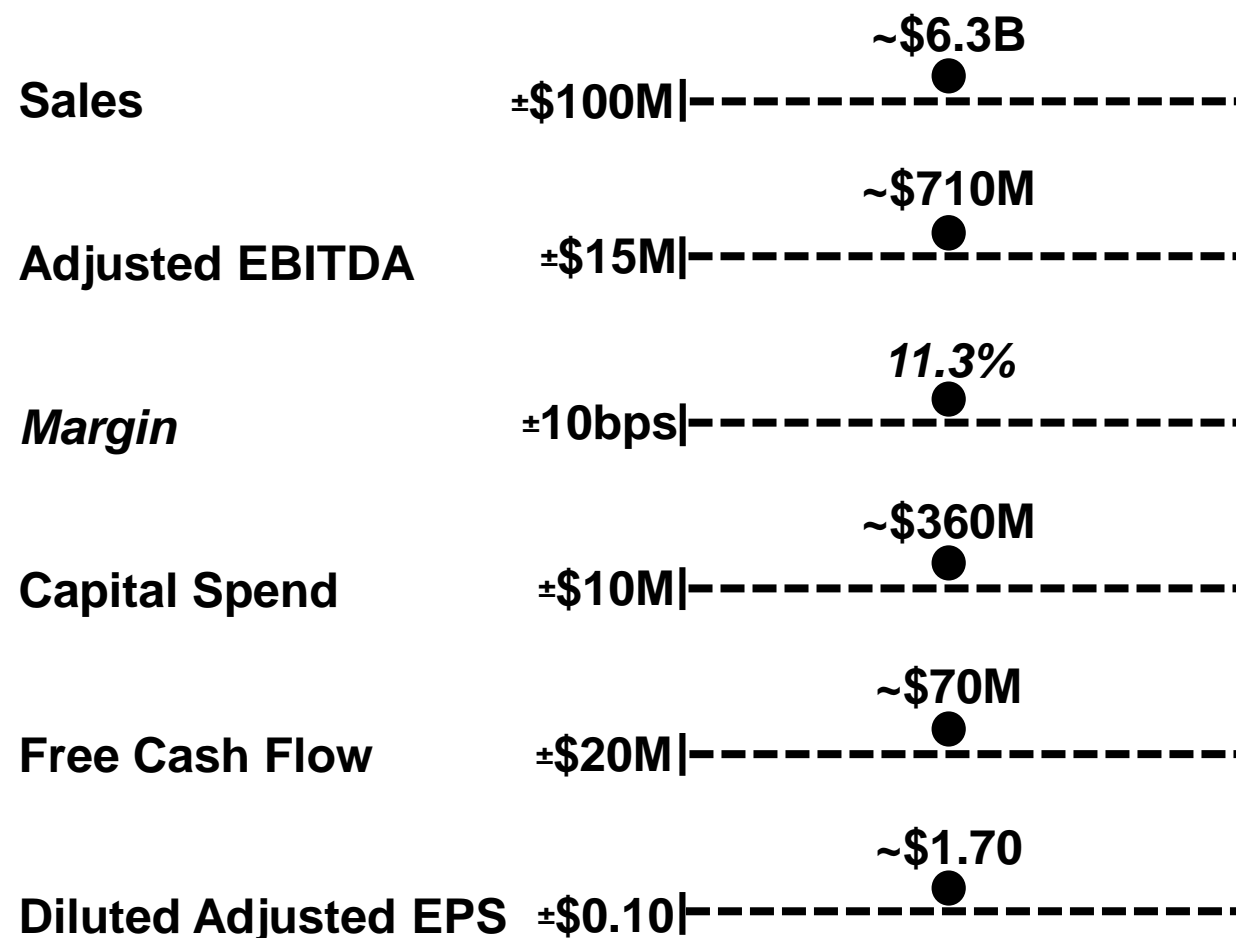 ~$6.3B
Sales ±$100M
~$710M
Adjusted EBITDA ±$15M
11.3%
Margin ±10bps
~$360M
Capital Spend ±$10M
~$70M
Free Cash Flow ±$20M
~$1.70
Diluted Adjusted EPS ±$0.10